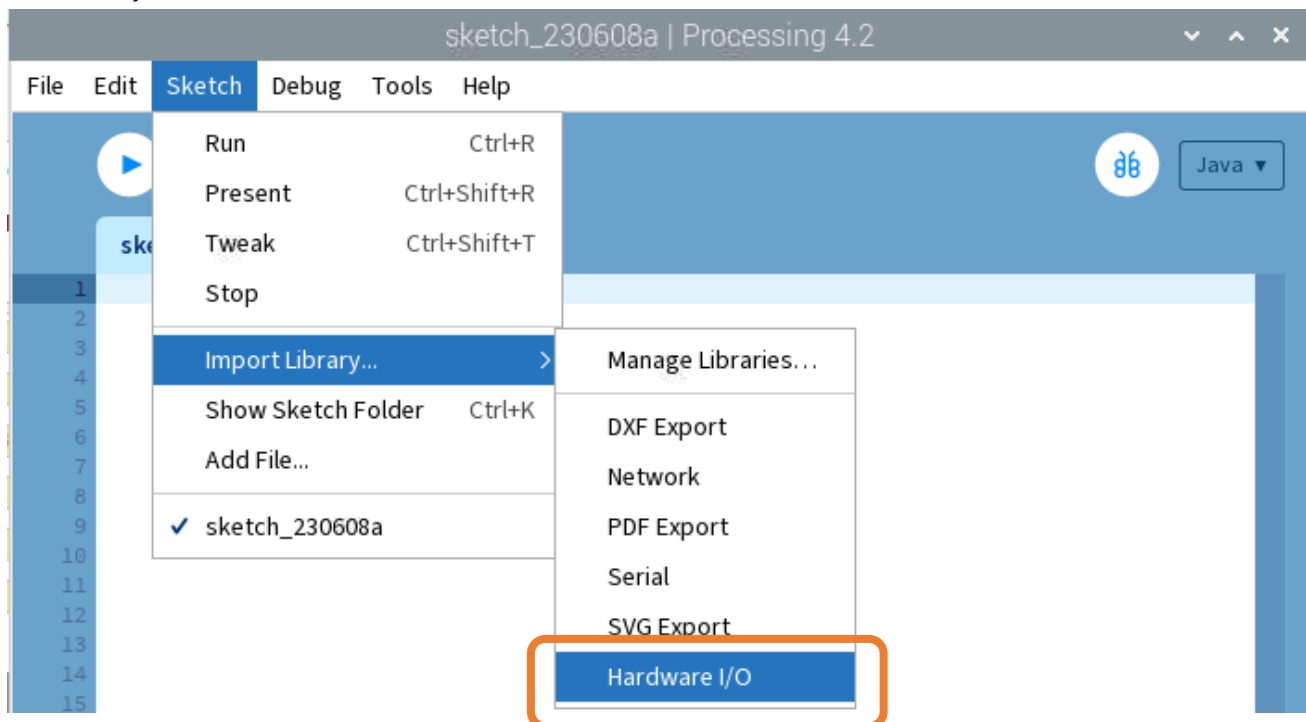 sketch_230608a | Processing 4.2
File Edit Sketch Debug Tools Help
Run Ctrl+R
Present Ctrl+Shift+R
Java ▾
Tweak Ctrl+Shift+T
Stop
Import Library... >
Show Sketch Folder Ctrl+K
Add File...
✓ sketch_230608a
Manage Libraries...
DXF Export
Network
PDF Export
Serial
SVG Export
Hardware I/O
ske
1
2
3
4
5
6
7
8
9
10
11
12
13
14
15